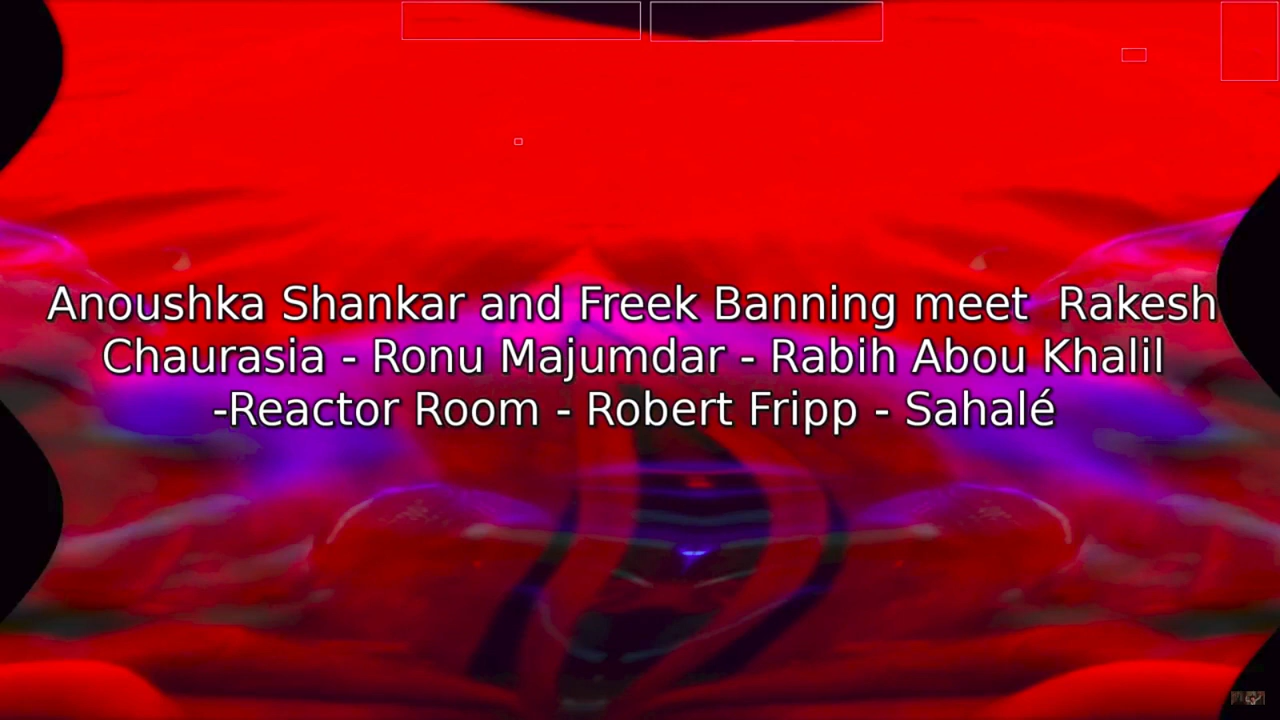 Anoushka Shankar and Freek Banning meet  Rakesh
Chaurasia - Ronu Majumdar - Rabih Abou Khalil
-Reactor Room - Robert Fripp - Sahalé